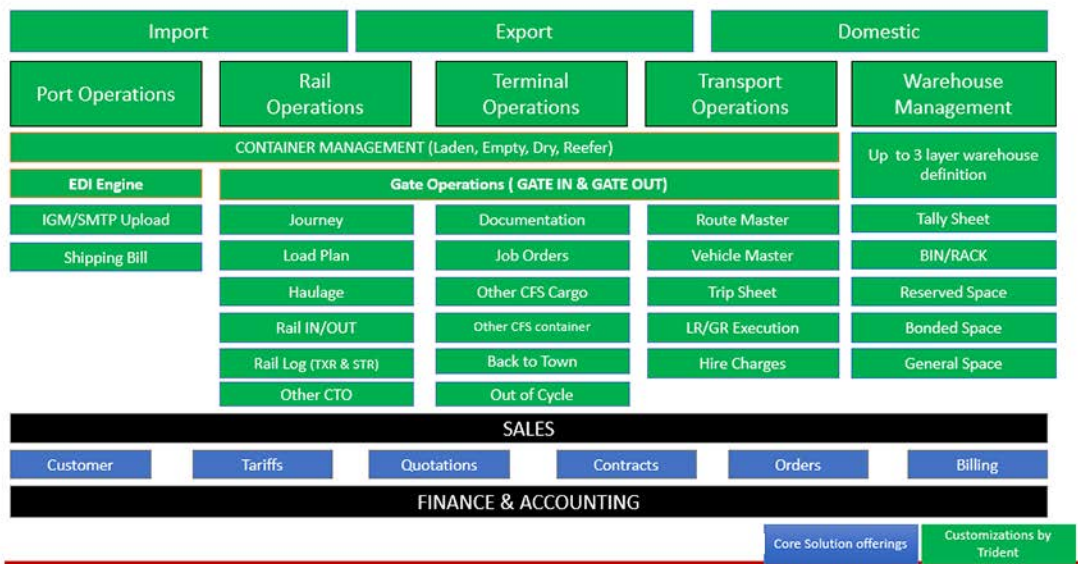 Import
Export
Domestic
Port Operations
Rail
Operations
Terminal
Operations
Transport
Operations
Warehouse
Management
CONTAINER MANAGEMENT (Laden, Empty, Dry, Reefer)
Up to 3 layer warehouse
definition
EDI Engine
Gate Operations ( GATE IN & GATE OUT)
IGM/SMTP Upload
Journey
Documentation
Route Master
Tally Sheet
Shipping Bill
Load Plan
Job Orders
Vehicle Master
BIN/RACK
Haulage
Other CFS Cargo
Trip Sheet
Reserved Space
Rail IN/OUT
Other CFS container
LR/GR Execution
Bonded Space
Rail Log (TXR & STR)
Back to Town
Hire Charges
General Space
Other CTO
Out of Cycle
SALES
Customer
Tariffs
Quotations
Contracts
Orders
Billing
FINANCE & ACCOUNTING
Core Solution offerings
Customizations by
Trident